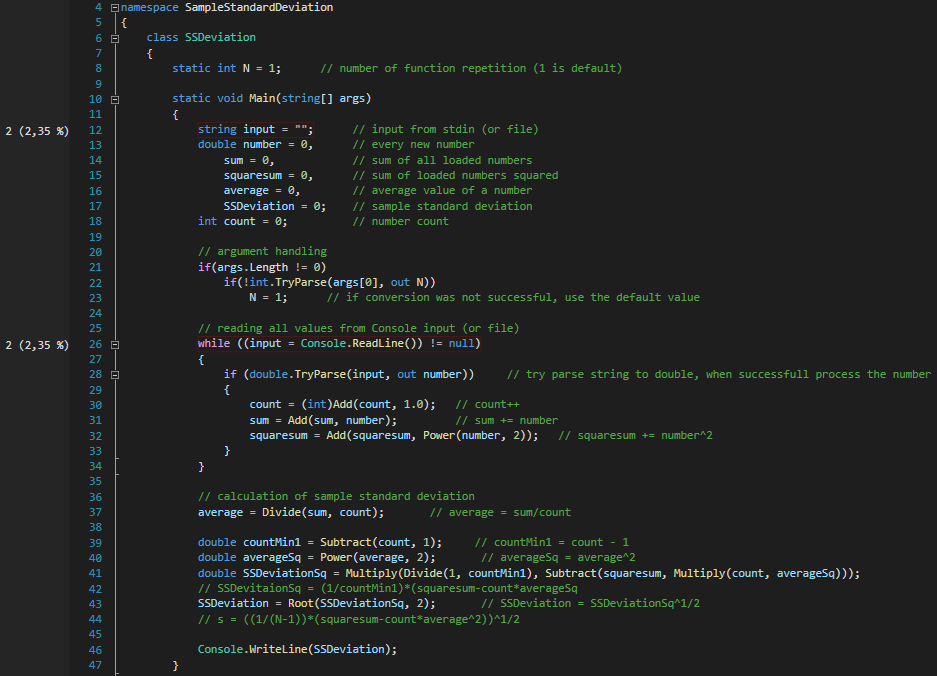 4 namespace SampleStandardDeviation
5 {
6 class SSDeviation
7 {
8 static int N = 1; // number of function repetition (1 is default)
9
10 static void Main(string[] args)
11 {
2 (2,35 %) 12 string input = ""; // input from stdin (or file)
13 double number = 0, // every new number
14 sum = 0, // sum of all loaded numbers
15 squaresum = 0, // sum of loaded numbers squared
16 average = 0, // average value of a number
17 SSDeviation = 0; // sample standard deviation
18 int count = 0; // number count
19
20 // argument handling
21 if(args.Length != 0)
22 if(!int.TryParse(args[0], out N))
23 N = 1; // if conversion was not successful, use the default value
24
25 // reading all values from Console input (or file)
2 (2,35 %) 26 while ((input = Console.ReadLine()) != null)
27 {
28 if (double.TryParse(input, out number)) // try parse string to double, when successfull process the number
29 {
30 count = (int)Add(count, 1.0); // count++
31 sum = Add(sum, number); // sum += number
32 squaresum = Add(squaresum, Power(number, 2)); // squaresum += number^2
33 }
34 }
35
36 // calculation of sample standard deviation
37 average = Divide(sum, count); // average = sum/count
38
39 double countMin1 = Subtract(count, 1); // countMin1 = count - 1
40 double averageSq = Power(average, 2); // averageSq = average^2
41 double SSDeviationSq = Multiply(Divide(1, countMin1), Subtract(squaresum, Multiply(count, averageSq)));
42 // SSDevitaionSq = (1/countMin1)*(squaresum-count*averageSq
43 SSDeviation = Root(SSDeviationSq, 2); // SSDeviation = SSDeviationSq^1/2
44 // s = ((1/(N-1))*(squaresum-count*average^2))^1/2
45
46 Console.WriteLine(SSDeviation);
47 }